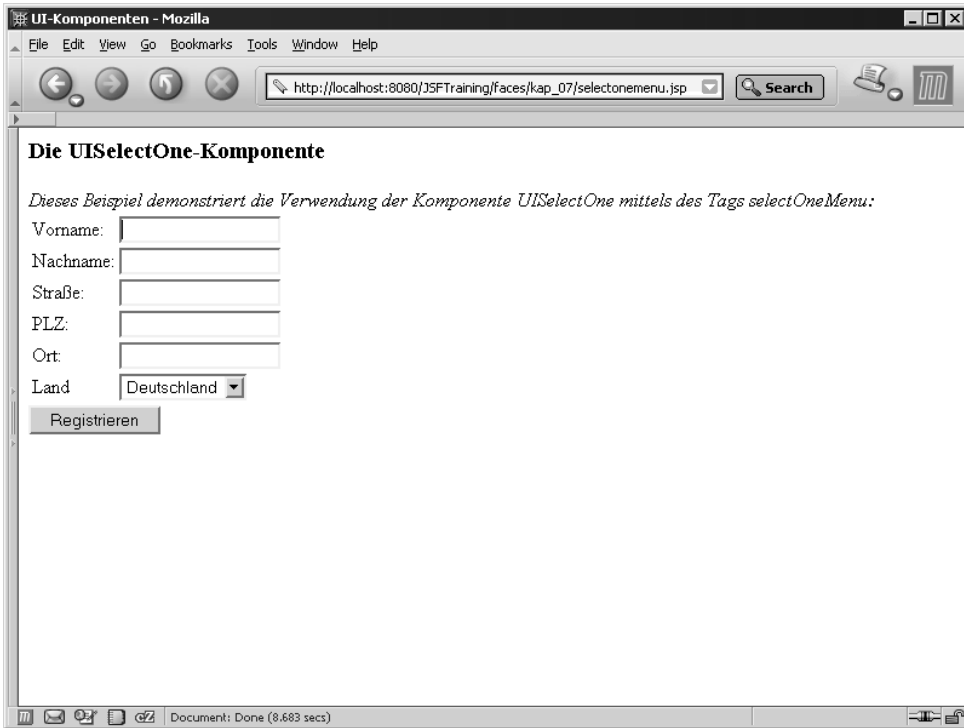 UI-Komponenten - Mozilla
File Edit View Go Bookmarks Tools Window Help
http://localhost:8080/JSFTraining/faces/kap_07/selectonemenu.jsp Search
Die UISelectOne-Komponente
Dieses Beispiel demonstriert die Verwendung der Komponente UISelectOne mittels des Tags selectOneMenu:
Vorname:
Nachname:
Straße:
PLZ:
Ort:
Land Deutschland
Registrieren
Document: Done (8.683 secs)